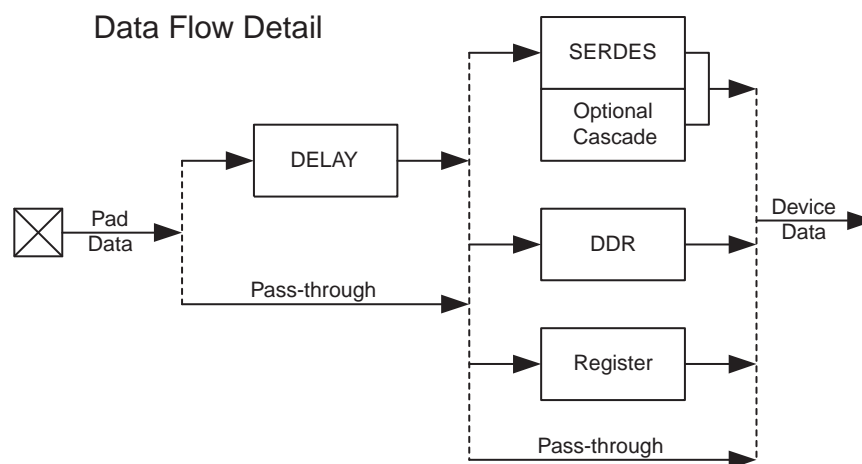 Data Flow Detail
SERDES
Optional
Cascade
DELAY
Pad
Data
Device
Data
DDR
Pass-through
Register
Pass-through